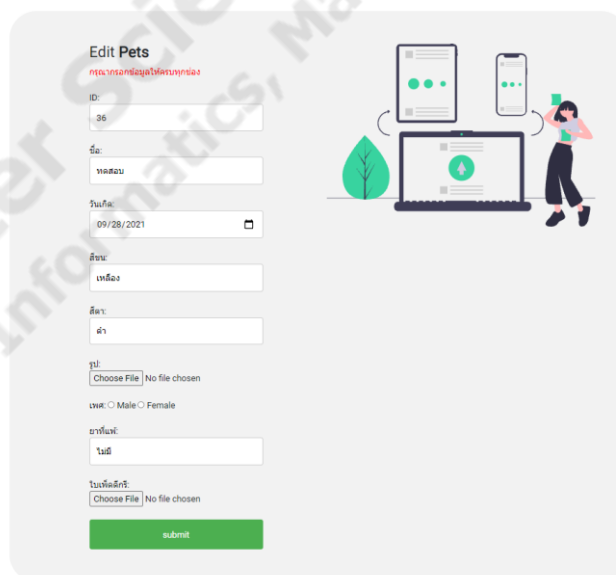 Edit Pets
กรุณากรอกข้อมูลให้ครบทุกช่อง
ID:
36
ชื่อ:
ทดสอบ
วันเกิด:
09/28/2021
สีขน:
เหลือง
สีตา:
ดำ
รูป:
Choose File No file chosen
เพศ: Male Female
ยาที่แพ้:
ไม่มี
ใบเพ็ดดีกรี:
Choose File No file chosen
submit